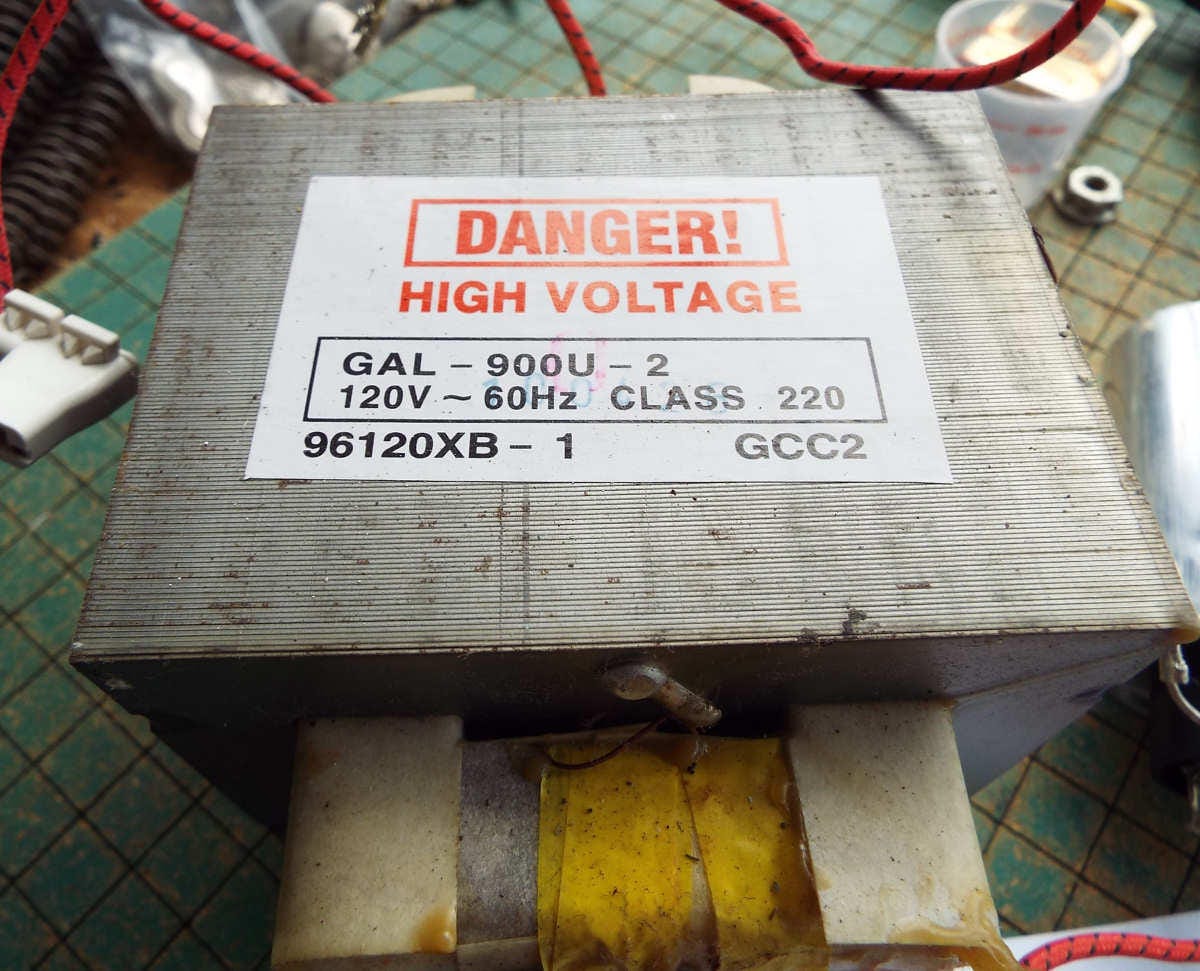 DANGER!
HIGH VOLTAGE
GAL-900U-2
120V ~ 60Hz CLASS 220
96120XB-1 GCC2